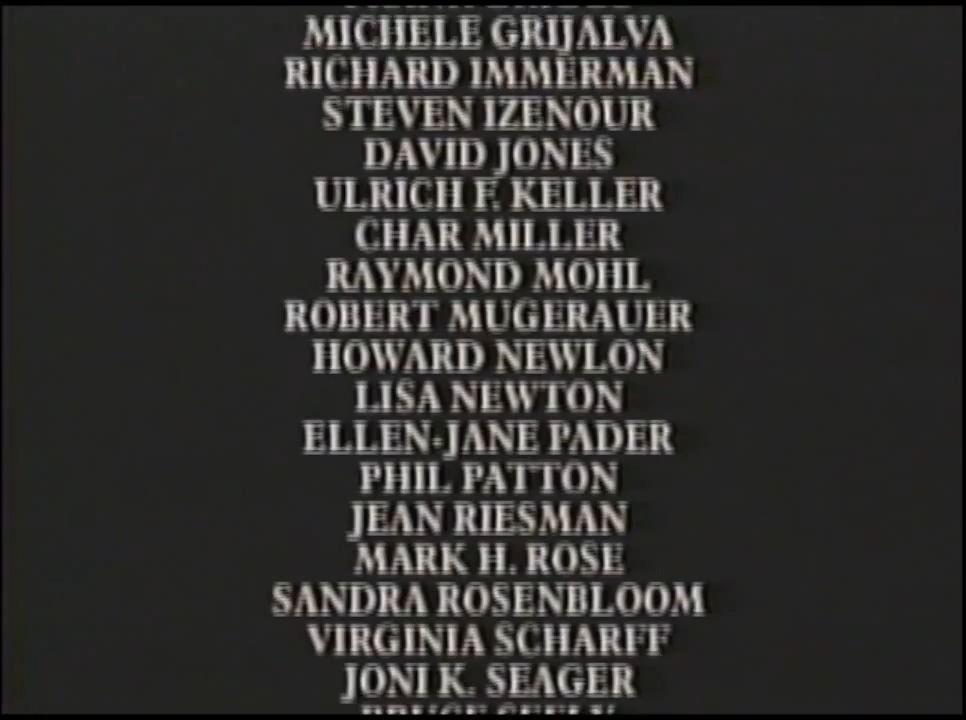 MICHELE GRIJALVA
RICHARD IMMERMAN
STEVEN IZENOUR
DAVID JONES
ULRICH F. KELLER
CHAR MILLER
RAYMOND MOHL
ROBERT MUGERAUER
HOWARD NEWLON
LISA NEWTON
ELLEN-JANE PADER
PHIL PATTON
JEAN RIESMAN
MARK H. ROSE
SANDRA ROSENBLOOM
VIRGINIA SCHARFF
JONI K. SEAGER